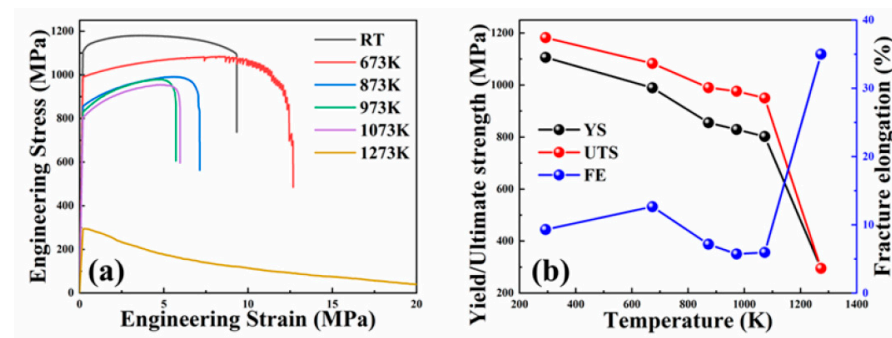 1200
1000
800
600
400
200
0
Engineering Stress (MPa)
RT
673K
873K
973K
1073K
1273K
(a)
0
5
10
15
20
Engineering Strain (MPa)
1200
1000
800
600
400
200
Yield/Ultimate strength (MPa)
YS
UTS
FE
(b)
200
400
600
800
1000
1200
1400
Temperature (K)
40
30
20
10
0
Fracture elongation (%)